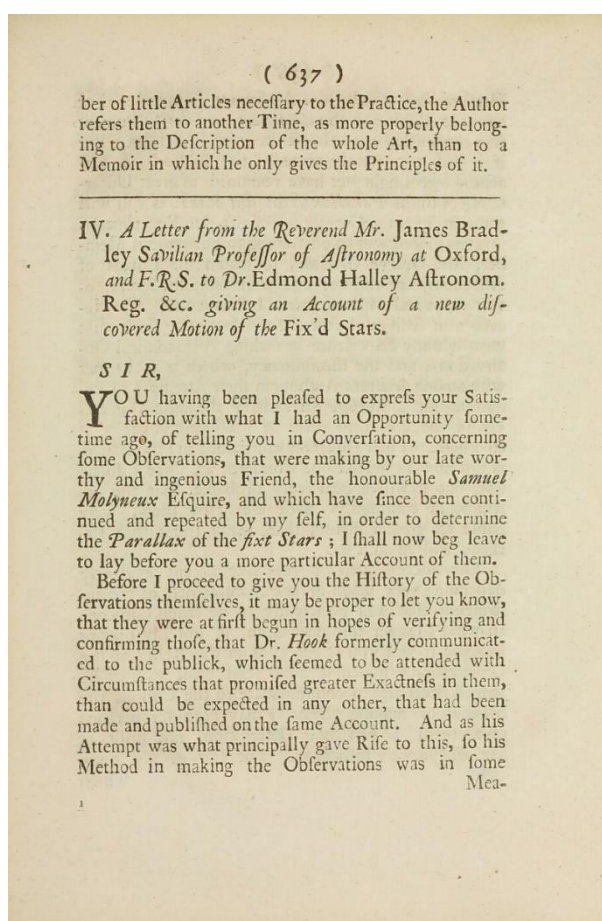 ( 637 )
ber of little Articles neceſſary to the Practice, the Author
refers them to another Time, as more properly belong-
ing to the Deſcription of the whole Art, than to a
Memoir in which he only gives the Principles of it.
IV. A Letter from the Reverend Mr. James Brad-
ley Savilian Profeſſor of Aſtronomy at Oxford,
and F.R.S. to Dr. Edmond Halley Aſtronom.
Reg. &c. giving an Account of a new diſ-
covered Motion of the Fix'd Stars.
SIR,
YOU having been pleaſed to expreſs your Satis-
faction with what I had an Opportunity ſome-
time ago, of telling you in Converſation, concerning
ſome Obſervations, that were making by our late wor-
thy and ingenious Friend, the honourable Samuel
Molyneux Eſquire, and which have ſince been conti-
nued and repeated by my ſelf, in order to determine
the Parallax of the fixt Stars ; I ſhall now beg leave
to lay before you a more particular Account of them.
Before I proceed to give you the Hiſtory of the Ob-
ſervations themſelves, it may be proper to let you know,
that they were at firſt begun in hopes of verifying and
confirming thoſe, that Dr. Hook formerly communicat-
ed to the publick, which ſeemed to be attended with
Circumſtances that promiſed greater Exactneſs in them,
than could be expected in any other, that had been
made and publiſhed on the ſame Account. And as his
Attempt was what principally gave Riſe to this, ſo his
Method in making the Obſervations was in ſome
Mea-